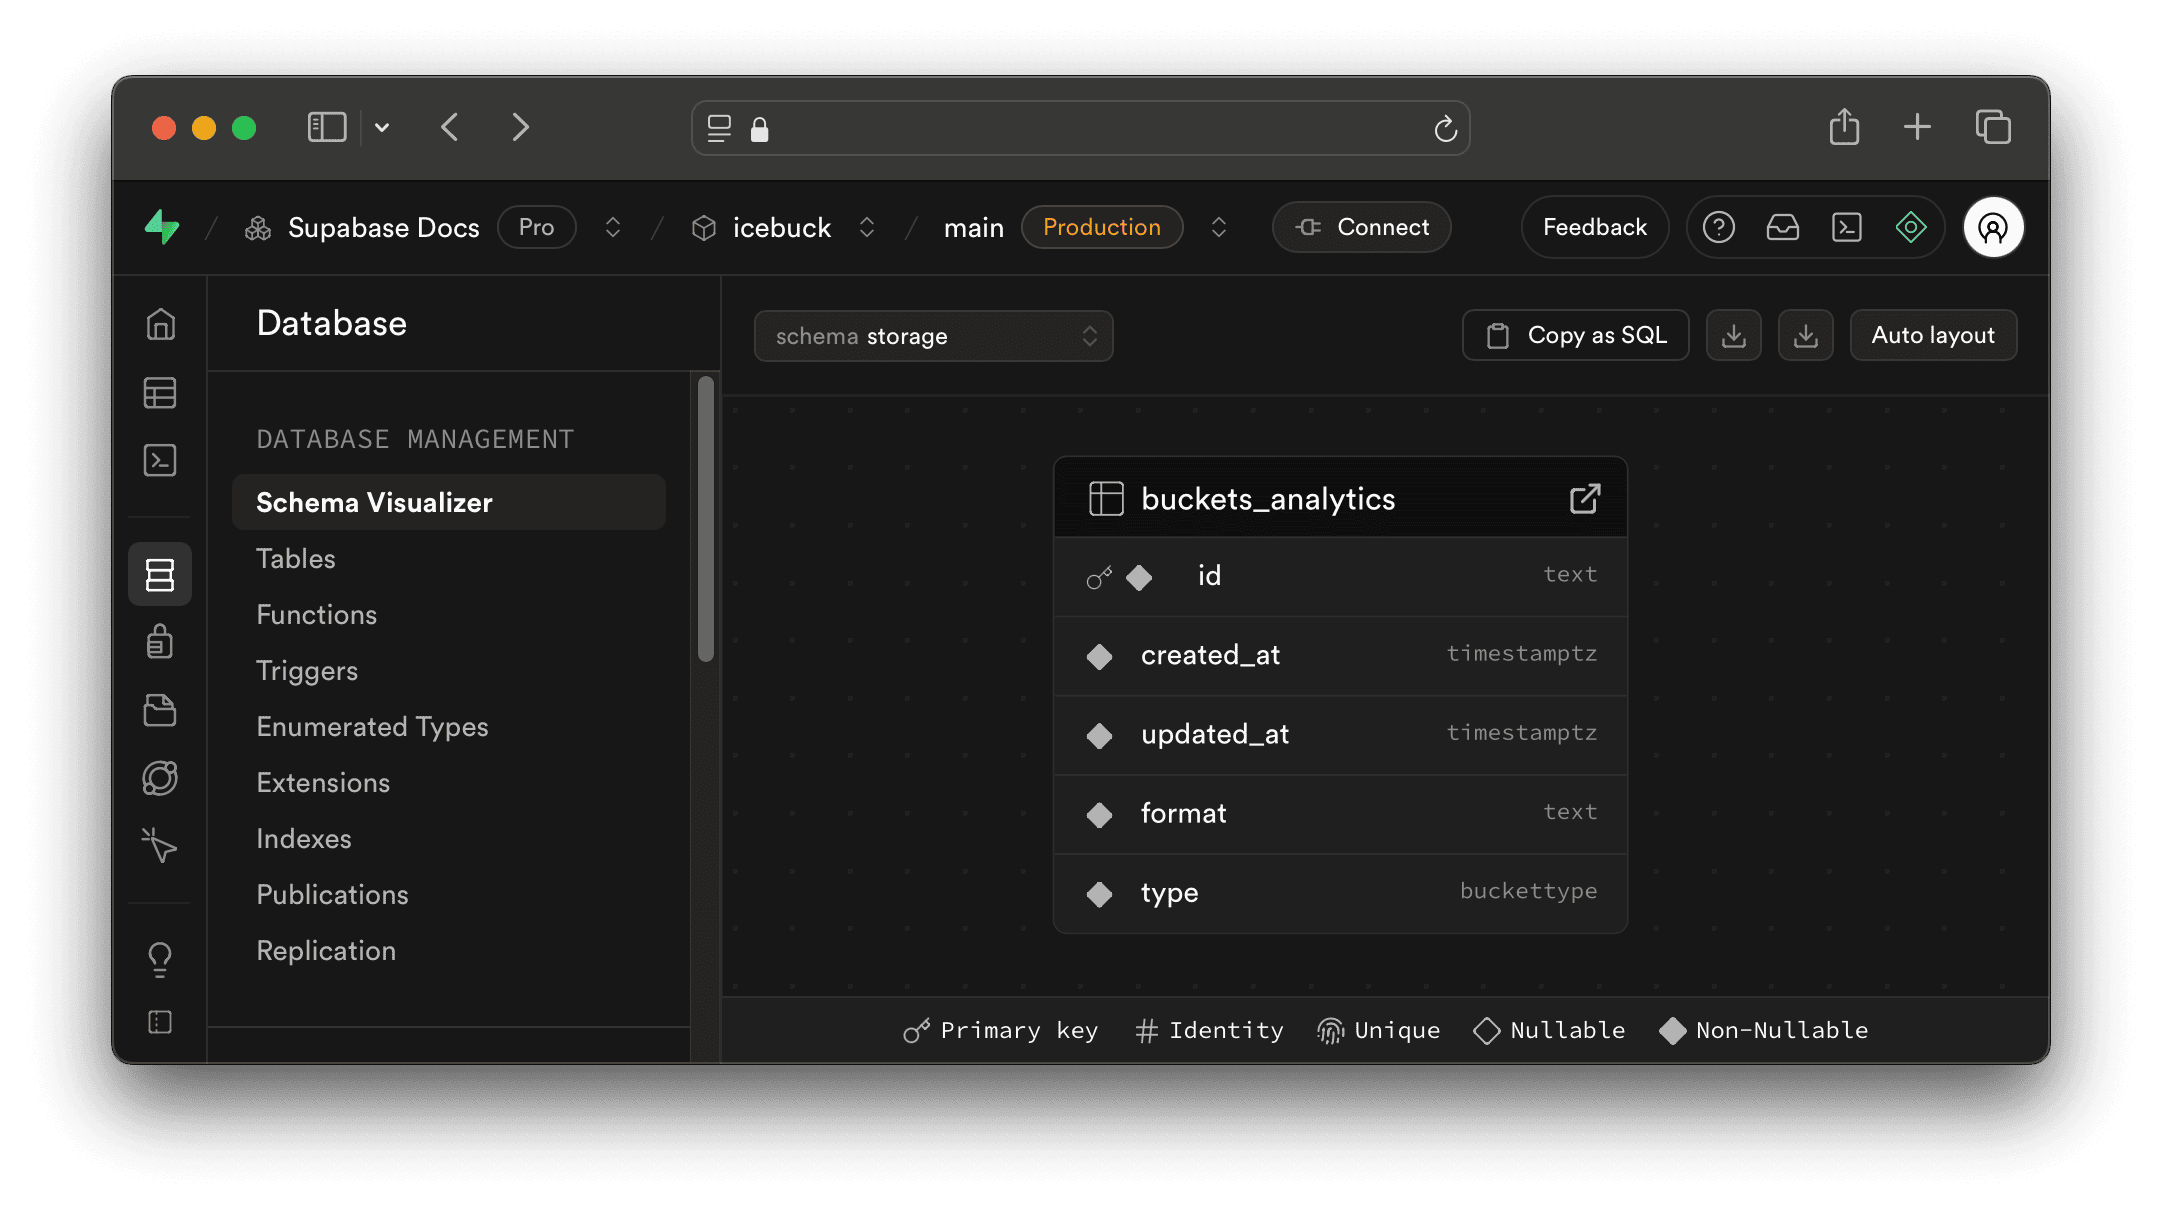 Supabase Docs Pro icebuck main Production Connect Feedback
Database
schema storage Copy as SQL Auto layout
DATABASE MANAGEMENT
Schema Visualizer
Tables
Functions
Triggers
Enumerated Types
Extensions
Indexes
Publications
Replication
buckets_analytics
id text
created_at timestamptz
updated_at timestamptz
format text
type buckettype
Primary key Identity Unique Nullable Non-Nullable